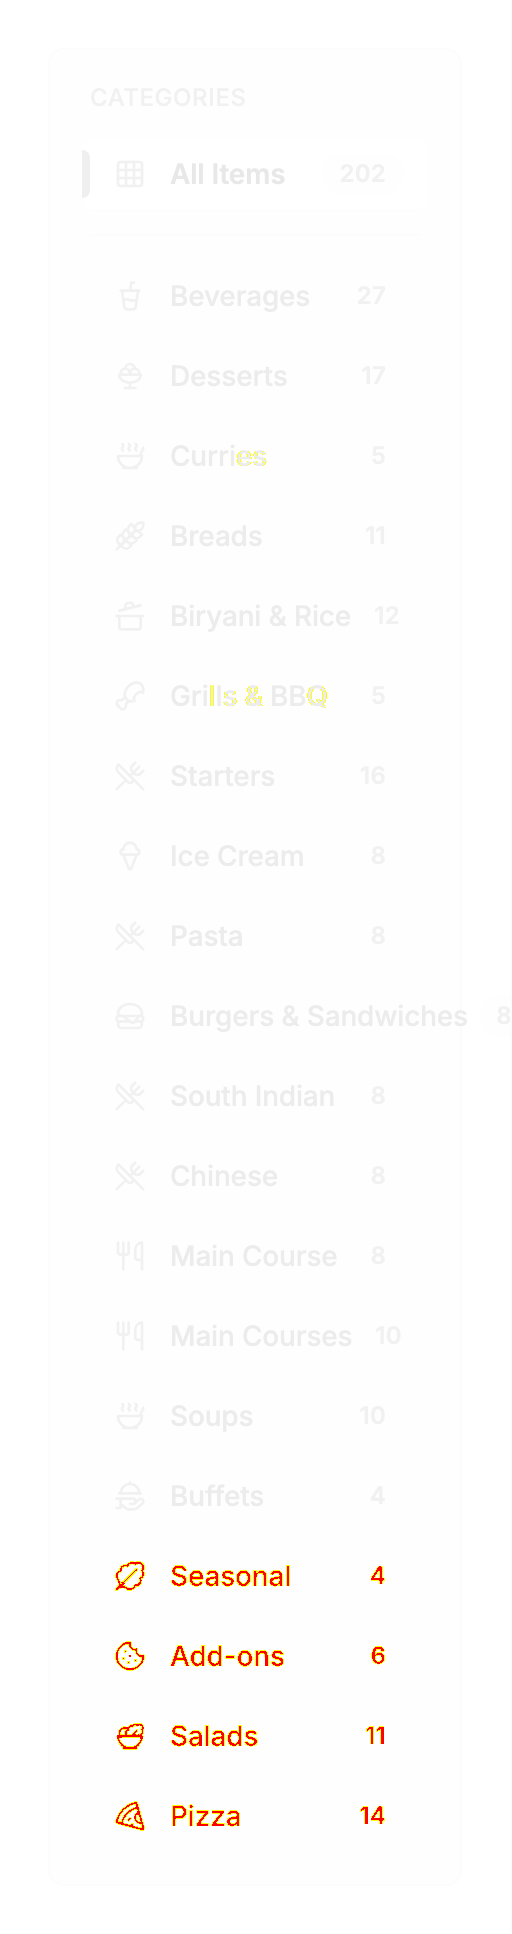 CATEGORIES
All Items 202
Beverages 27
Desserts 17
Curries 5
Breads 11
Biryani & Rice 12
Grills & BBQ 5
Starters 16
Ice Cream 8
Pasta 8
Burgers & Sandwiches 8
South Indian 8
Chinese 8
Main Course 8
Main Courses 10
Soups 10
Buffets 4
Seasonal 4
Add-ons 6
Salads 11
Pizza 14